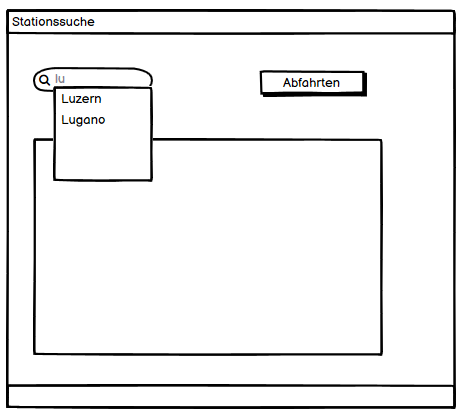 Stationssuche
lu
Abfahrten
Luzern
Lugano